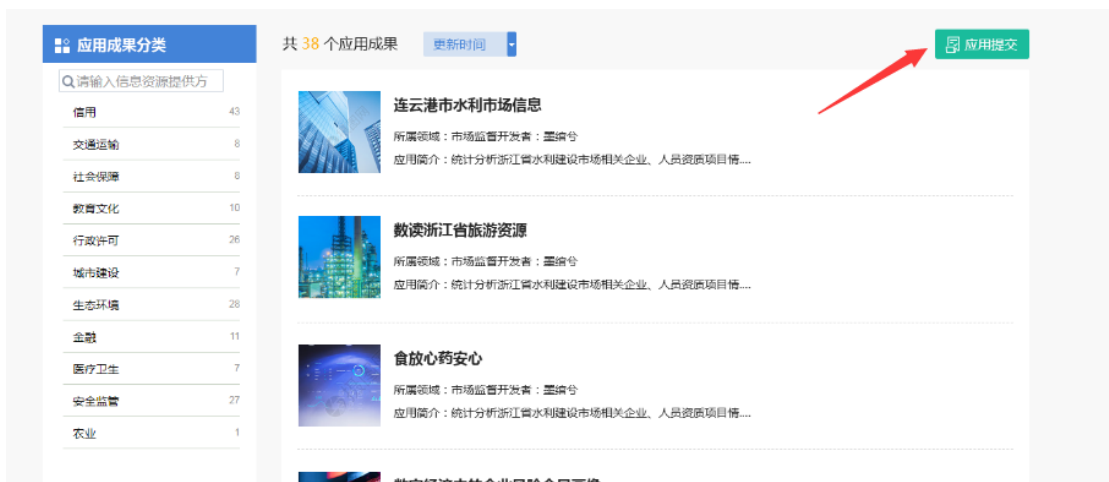 应用成果分类
请输入信息资源提供方
信用 43
交通运输 8
社会保障 8
教育文化 10
行政许可 26
城市建设 7
生态环境 28
金融 11
医疗卫生 7
安全监管 27
农业 1
共 38 个应用成果 更新时间 应用提交
连云港市水利市场信息
所属领域：市场监督开发者：墨绘兮
应用简介：统计分析浙江省水利建设市场相关企业、人员资质项目情....
数读浙江省旅游资源
所属领域：市场监督开发者：墨绘兮
应用简介：统计分析浙江省水利建设市场相关企业、人员资质项目情....
食放心药安心
所属领域：市场监督开发者：墨绘兮
应用简介：统计分析浙江省水利建设市场相关企业、人员资质项目情....